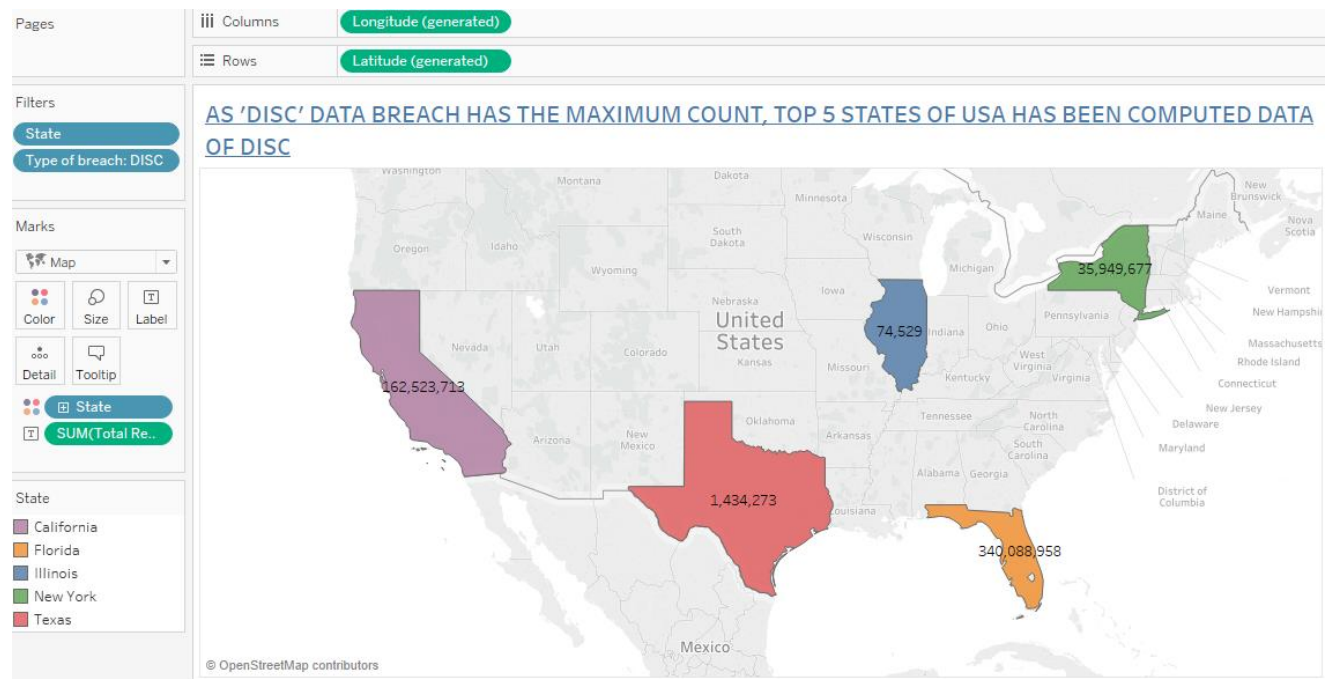 Pages
Columns
Longitude (generated)
Rows
Latitude (generated)
Filters
State
Type of breach: DISC
Marks
Map
Color
Size
Label
Detail
Tooltip
State
SUM(Total Re..
State
California
Florida
Illinois
New York
Texas
AS 'DISC' DATA BREACH HAS THE MAXIMUM COUNT, TOP 5 STATES OF USA HAS BEEN COMPUTED DATA
OF DISC
Washington
Montana
Dakota
Minnesota
New
Brunswick
Maine
Nova
Scotia
Oregon
Idaho
South
Dakota
Wisconsin
Wyoming
Michigan
35,949,677
Vermont
Iowa
Nebraska
New Hampshi
Pennsylvania
United
States
74,529
Indiana
Ohio
Massachusetts
Nevada
Utah
Colorado
Kansas
Missouri
West
Virginia
Rhode Island
Kentucky
Virginia
Connecticut
162,523,713
New Jersey
Tennessee
North
Carolina
Delaware
Oklahoma
Arkansas
Arizona
New
Mexico
South
Carolina
Maryland
Alabama
Georgia
District of
Columbia
1,434,273
Louisiana
340,088,958
Mexico
© OpenStreetMap contributors